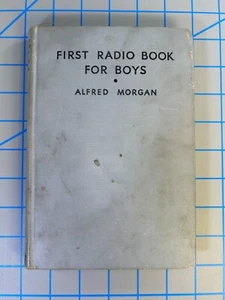 FIRST RADIO BOOK
FOR BOYS
•
ALFRED MORGAN